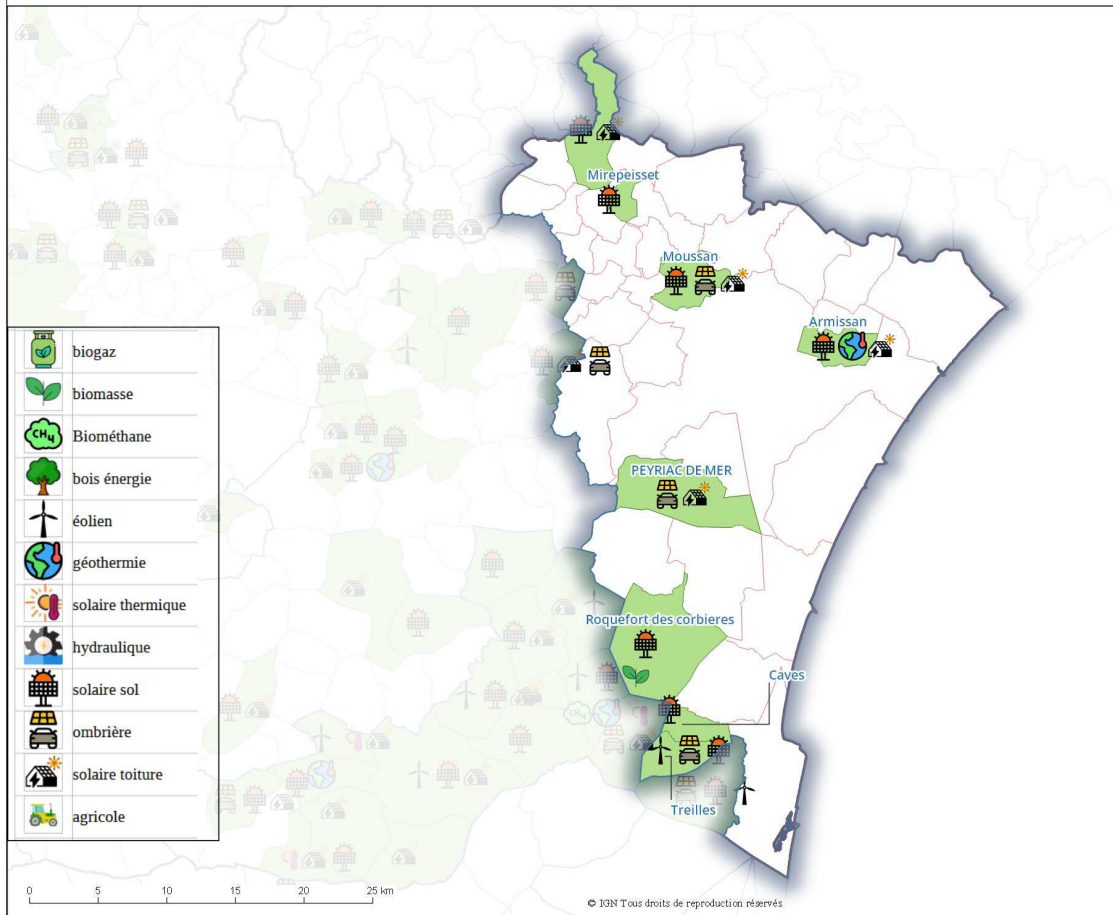 Mirepeisset
Moussan
Armissan
PEYRIAC DE MER
Roquefort des corbieres
Caves
Treilles
biogaz
biomasse
CH4
Biométhane
bois énergie
éolien
géothermie
solaire thermique
hydraulique
solaire sol
ombrière
solaire toiture
agricole
0 5 10 15 20 25 km
© IGN Tous droits de reproduction réservés